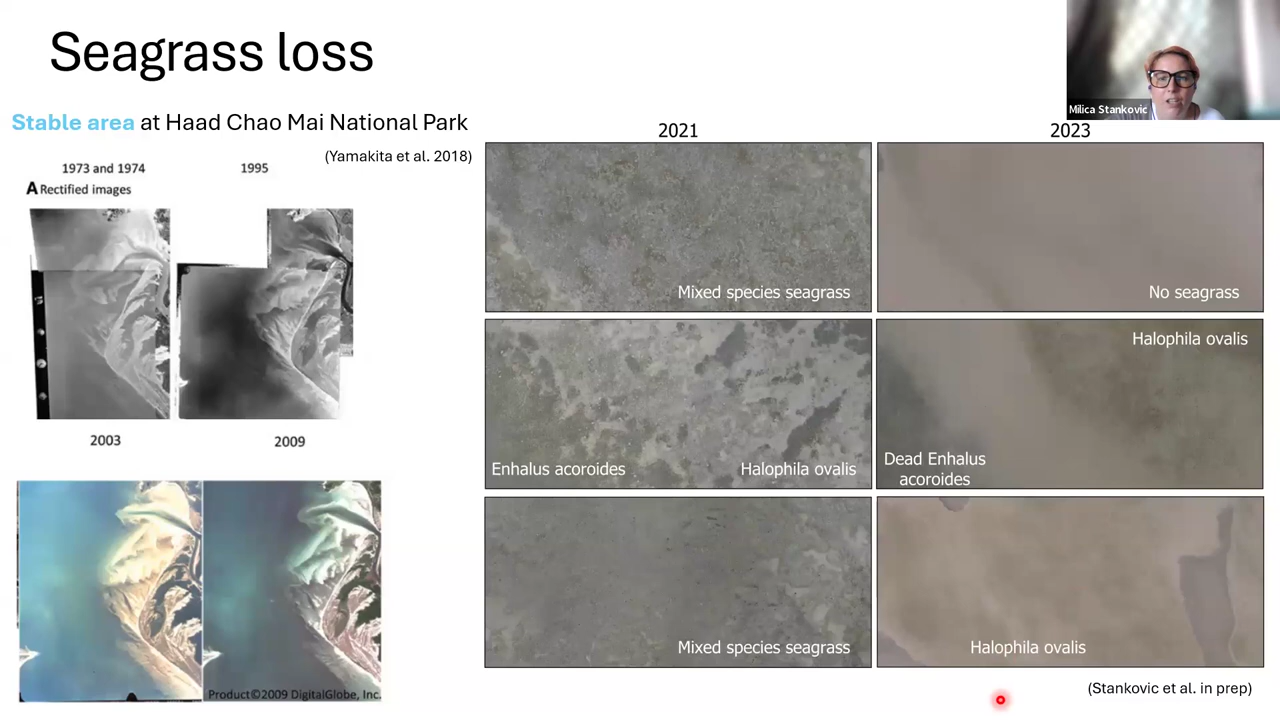 Seagrass loss
Milica Stankovic
Stable area at Haad Chao Mai National Park
(Yamakita et al. 2018)
1973 and 1974
1995
A Rectified images
2003
2009
Product©2009 DigitalGlobe, Inc.
2021
2023
Mixed species seagrass
No seagrass
Enhalus acoroides
Halophila ovalis
Halophila ovalis
Dead Enhalus
acoroides
Mixed species seagrass
Halophila ovalis
(Stankovic et al. in prep)